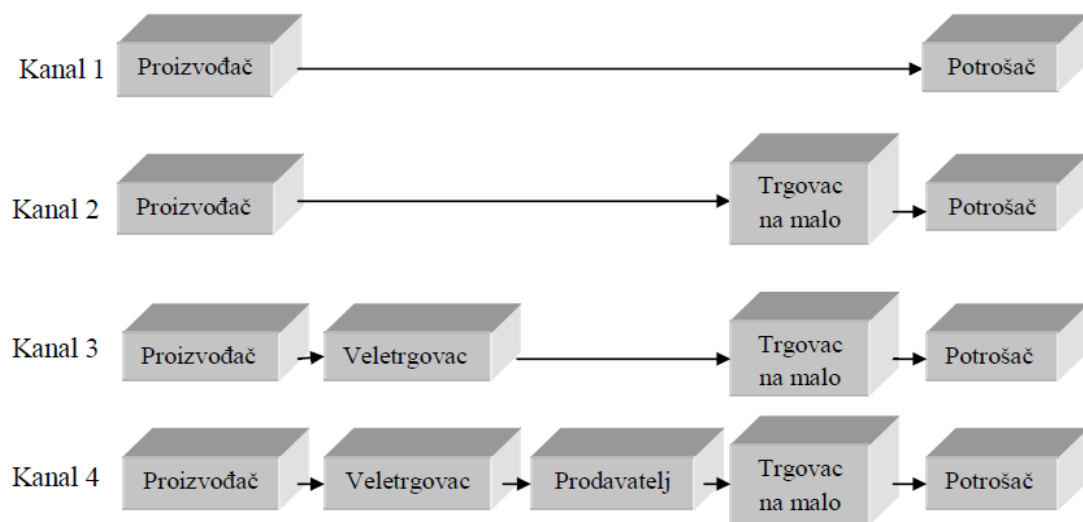 Kanal 1 Proizvođač Potrošač
Kanal 2 Proizvođač Trgovac na malo Potrošač
Kanal 3 Proizvođač Veletrgovac Trgovac na malo Potrošač
Kanal 4 Proizvođač Veletrgovac Prodavatelj Trgovac na malo Potrošač